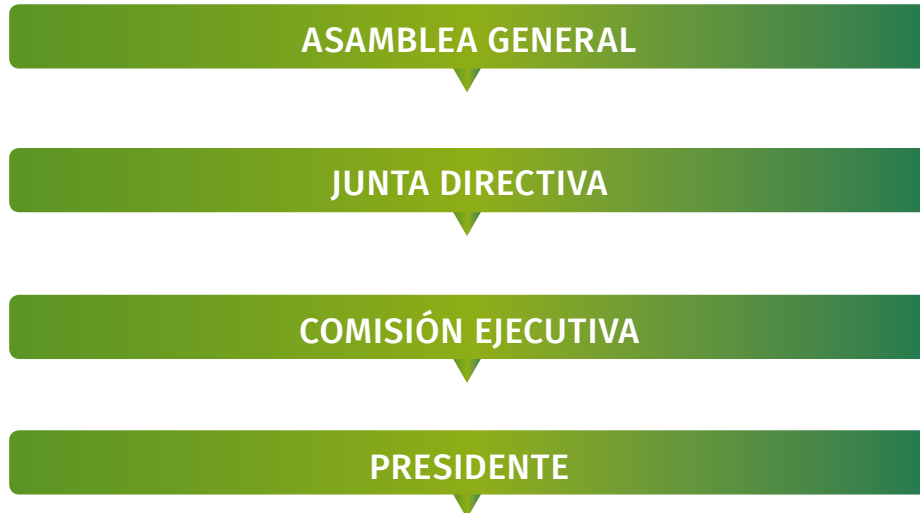 ASAMBLEA GENERAL
JUNTA DIRECTIVA
COMISIÓN EJECUTIVA
PRESIDENTE